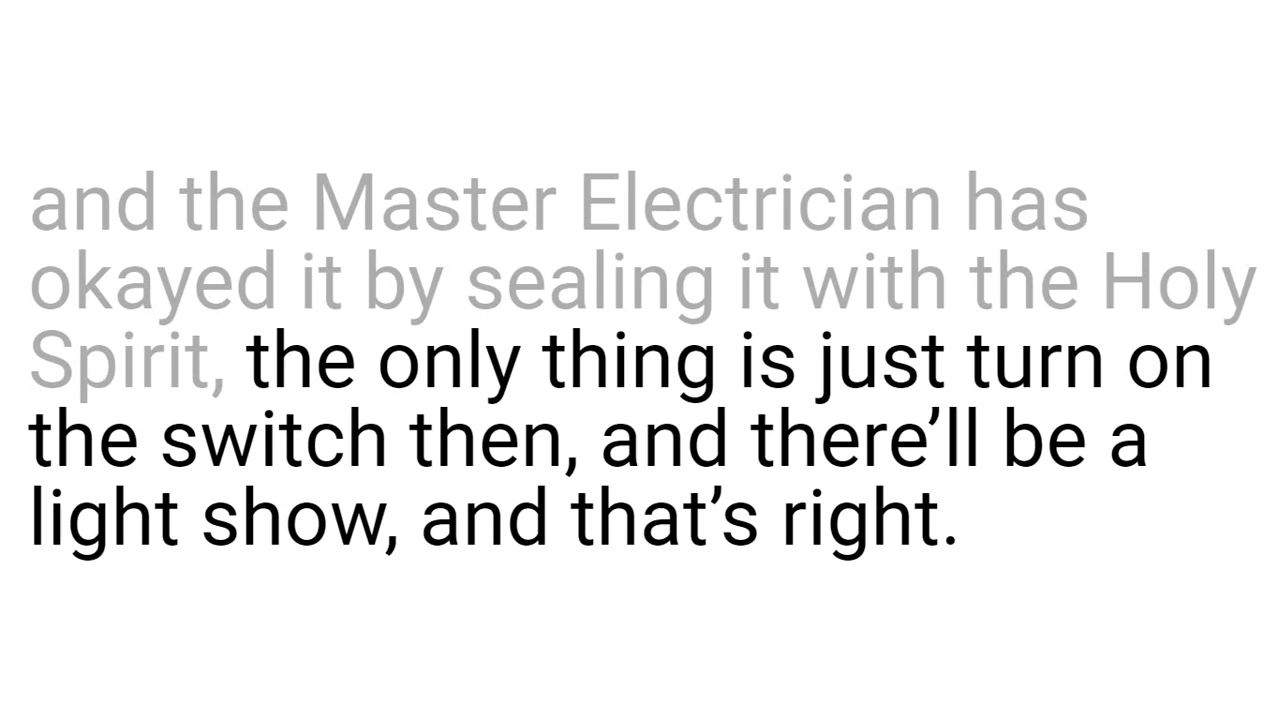 and the Master Electrician has
okayed it by sealing it with the Holy
Spirit, the only thing is just turn on
the switch then, and there’ll be a
light show, and that’s right.